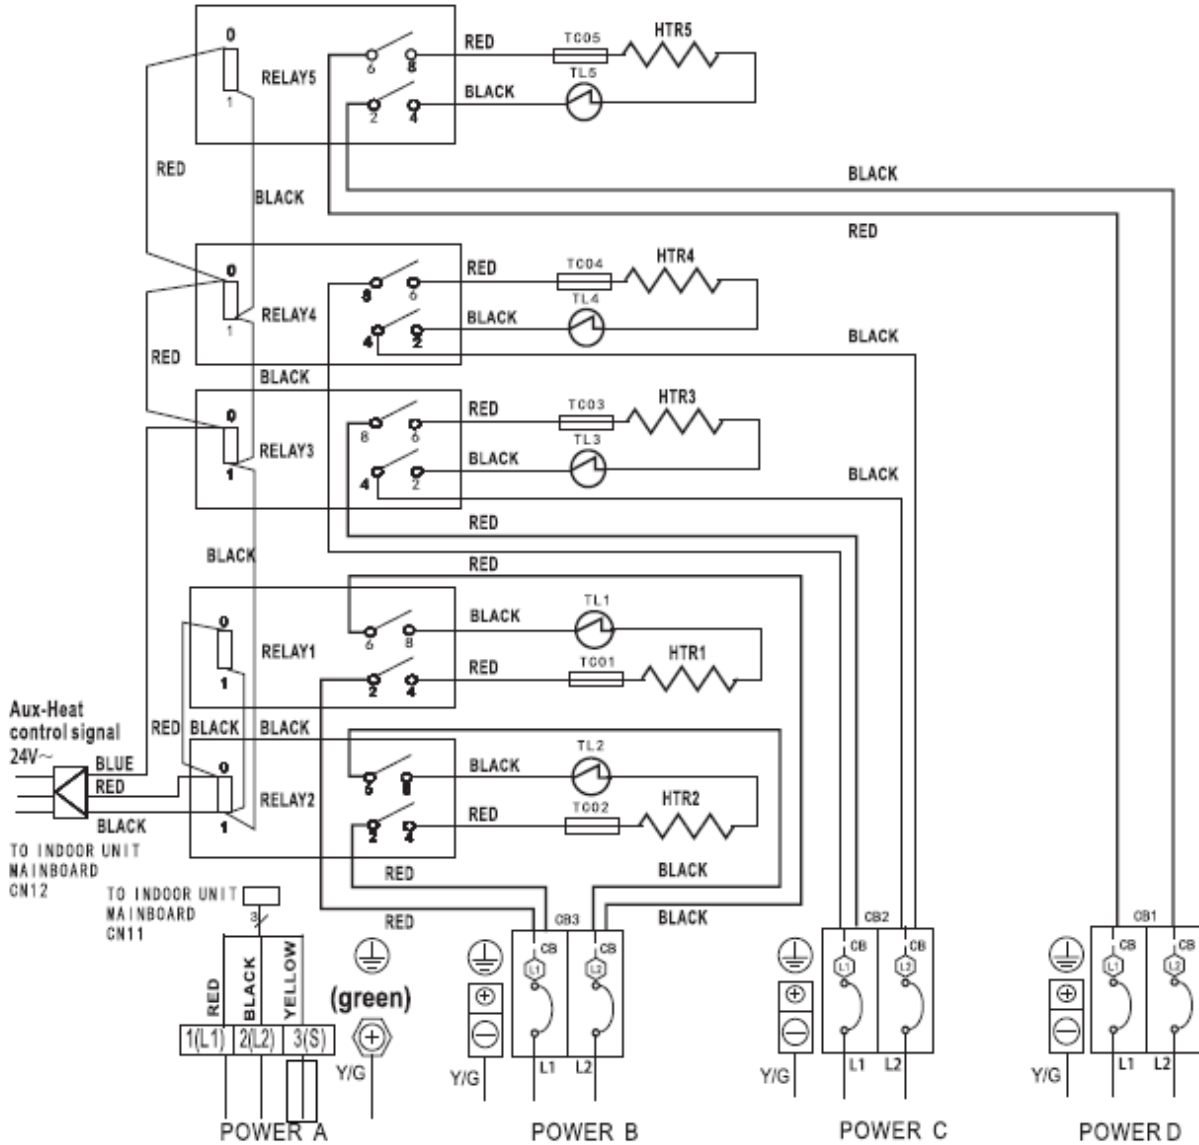 0
RELAY5
1
6
8
2
4
RED
BLACK
TC05
HTR5
TL5
RED
BLACK
BLACK
RED
0
RELAY4
1
8
6
4
2
RED
BLACK
TC04
HTR4
TL4
BLACK
RED
BLACK
0
RELAY3
1
8
6
4
2
RED
BLACK
TC03
HTR3
TL3
BLACK
RED
RED
BLACK
0
RELAY1
1
6
8
2
4
BLACK
RED
TL1
TC01
HTR1
RED
BLACK
BLACK
0
RELAY2
1
6
8
2
4
BLACK
RED
TL2
TC02
HTR2
Aux-Heat
control signal
24V~
BLUE
RED
BLACK
TO INDOOR UNIT
MAINBOARD
CN12
TO INDOOR UNIT
MAINBOARD
CN11
3
RED
BLACK
YELLOW
1(L1)
2(L2)
3(S)
POWER A
(green)
Y/G
RED
RED
BLACK
BLACK
CB3
CB
CB
L1
L2
L1
L2
Y/G
POWER B
CB2
CB
CB
L1
L2
L1
L2
Y/G
POWER C
CB1
CB
CB
L1
L2
L1
L2
Y/G
POWER D